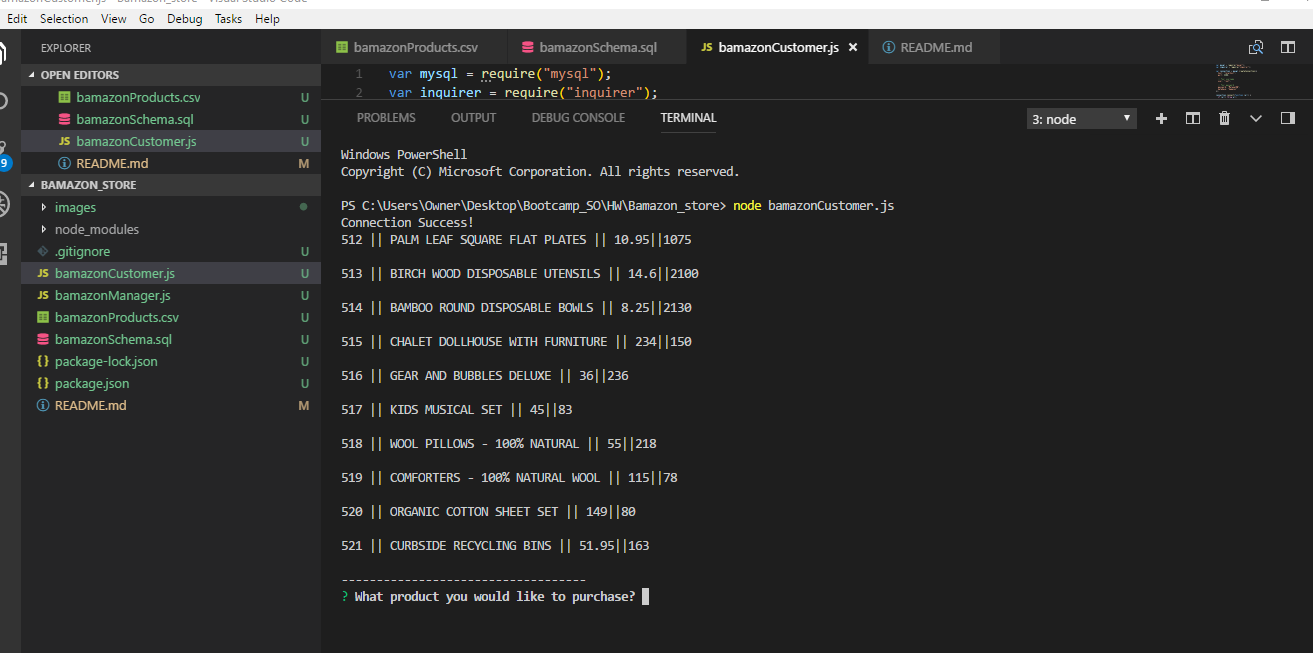 Edit Selection View Go Debug Tasks Help
EXPLORER
OPEN EDITORS
bamazonProducts.csv U
bamazonSchema.sql U
JS bamazonCustomer.js U
README.md M
BAMAZON_STORE
images
node_modules
.gitignore U
JS bamazonCustomer.js U
JS bamazonManager.js U
bamazonProducts.csv U
bamazonSchema.sql U
{} package-lock.json U
{} package.json U
README.md M
9
bamazonProducts.csv bamazonSchema.sql JS bamazonCustomer.js × README.md
1 var mysql = require("mysql");
2 var inquirer = require("inquirer");
PROBLEMS OUTPUT DEBUG CONSOLE TERMINAL 3: node
Windows PowerShell
Copyright (C) Microsoft Corporation. All rights reserved.
PS C:\Users\Owner\Desktop\Bootcamp_SO\HW\Bamazon_store> node bamazonCustomer.js
Connection Success!
512 || PALM LEAF SQUARE FLAT PLATES || 10.95||1075
513 || BIRCH WOOD DISPOSABLE UTENSILS || 14.6||2100
514 || BAMBOO ROUND DISPOSABLE BOWLS || 8.25||2130
515 || CHALET DOLLHOUSE WITH FURNITURE || 234||150
516 || GEAR AND BUBBLES DELUXE || 36||236
517 || KIDS MUSICAL SET || 45||83
518 || WOOL PILLOWS - 100% NATURAL || 55||218
519 || COMFORTERS - 100% NATURAL WOOL || 115||78
520 || ORGANIC COTTON SHEET SET || 149||80
521 || CURBSIDE RECYCLING BINS || 51.95||163
-----------------------------------
? What product you would like to purchase?